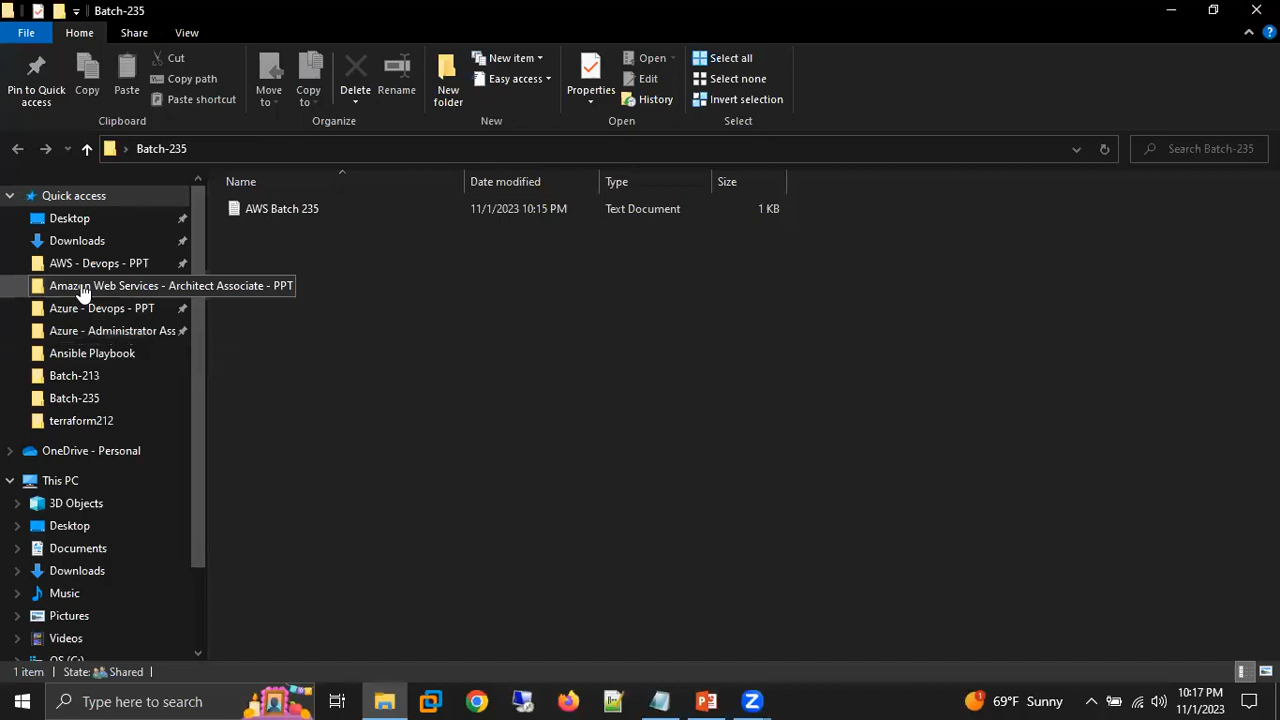 Batch-235
File
Home
Share
View
Pin to Quick access
Copy
Paste
Cut
Copy path
Paste shortcut
Clipboard
Move to
Copy to
Delete
Rename
Organize
New folder
New item
Easy access
New
Properties
Open
Edit
History
Open
Select all
Select none
Invert selection
Select
Batch-235
Search Batch-235
Name
Date modified
Type
Size
AWS Batch 235
11/1/2023 10:15 PM
Text Document
1 KB
Quick access
Desktop
Downloads
AWS - Devops - PPT
Amazon Web Services - Architect Associate - PPT
Azure - Devops - PPT
Azure - Administrator Ass
Ansible Playbook
Batch-213
Batch-235
terraform212
OneDrive - Personal
This PC
3D Objects
Desktop
Documents
Downloads
Music
Pictures
Videos
OS (C:)
1 item
State:
Shared
Type here to search
69°F Sunny
10:17 PM
11/1/2023